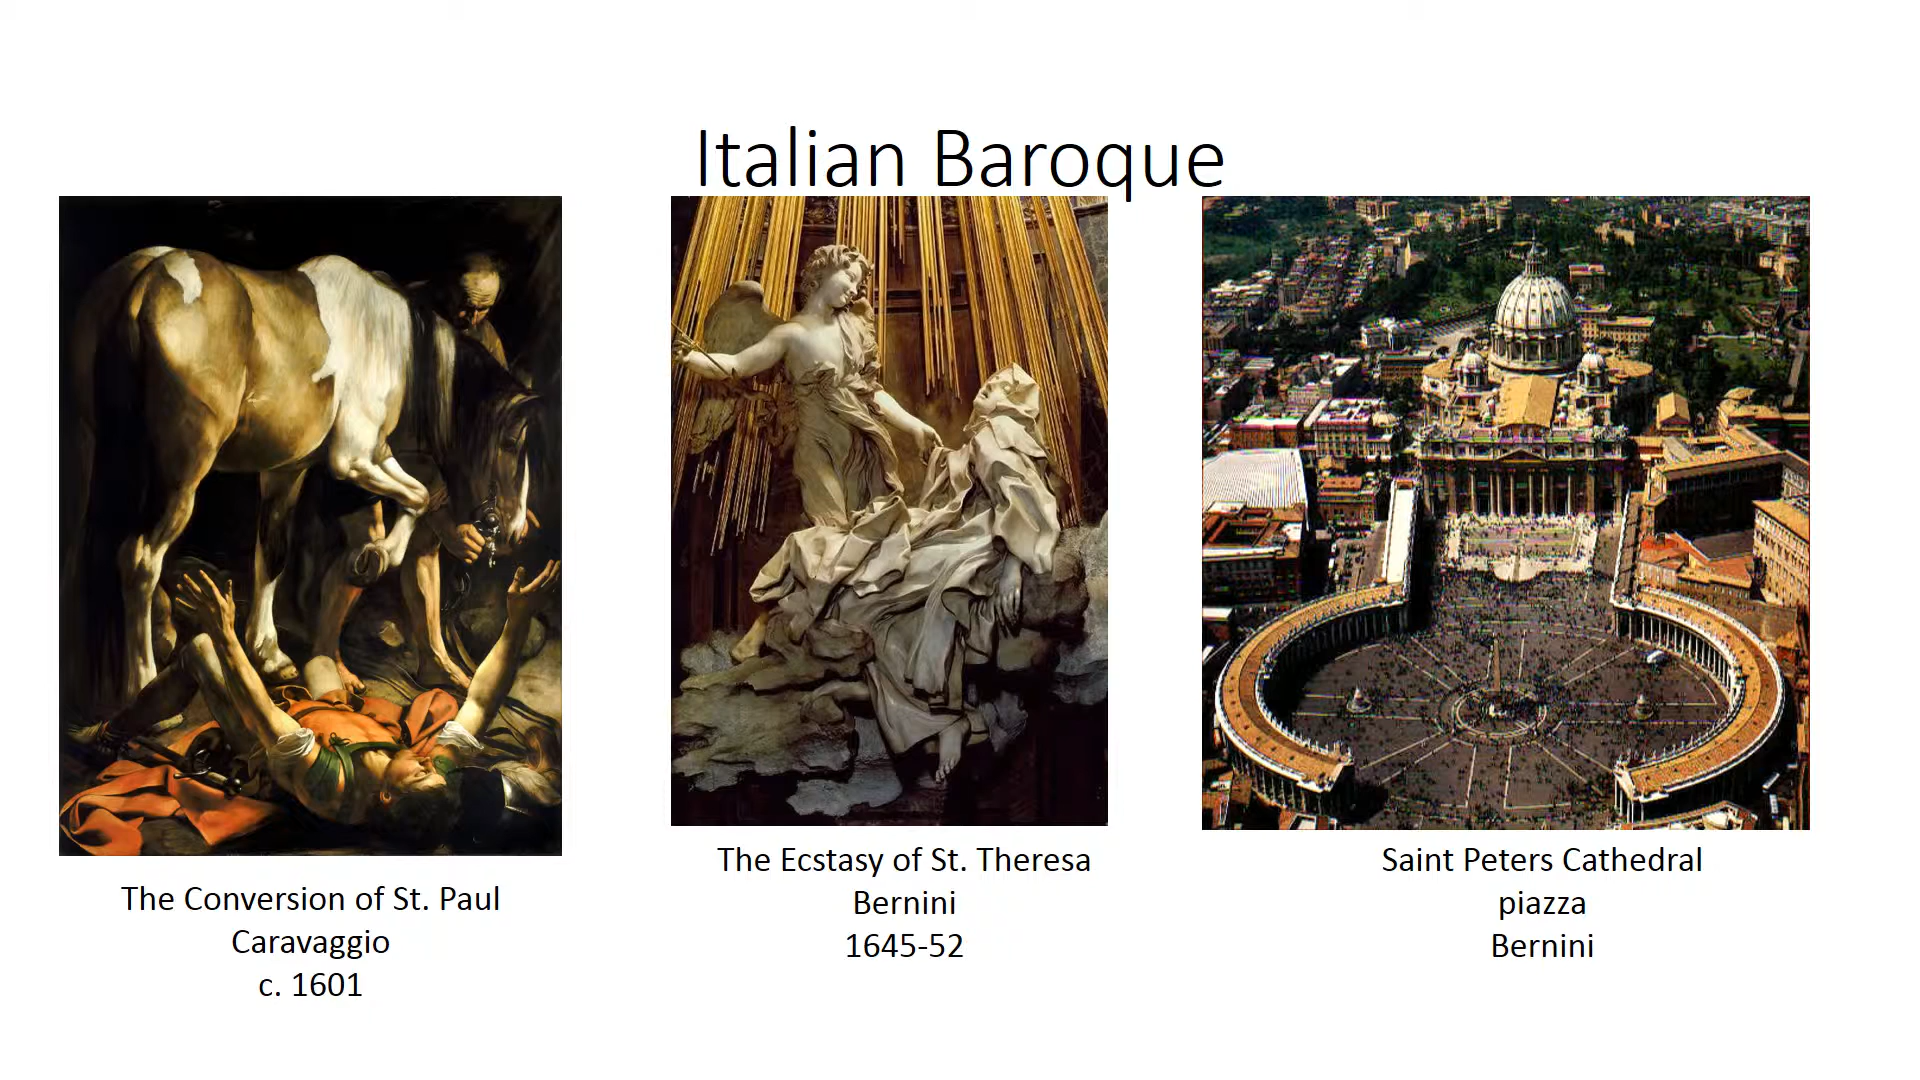 Italian Baroque
The Conversion of St. Paul
Caravaggio
c. 1601
The Ecstasy of St. Theresa
Bernini
1645-52
Saint Peters Cathedral
piazza
Bernini